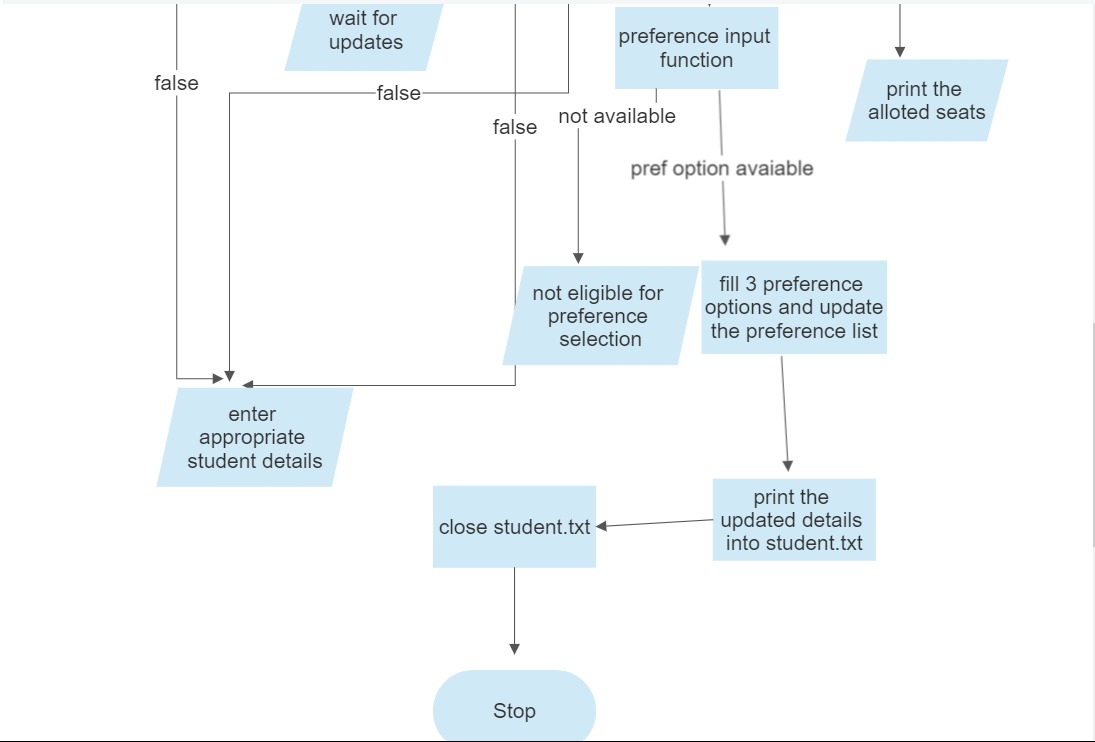 wait for
updates
preference input
function
print the
alloted seats
false
false
false
not available
pref option avaiable
not eligible for
preference
selection
fill 3 preference
options and update
the preference list
enter
appropriate
student details
print the
updated details
into student.txt
close student.txt
Stop